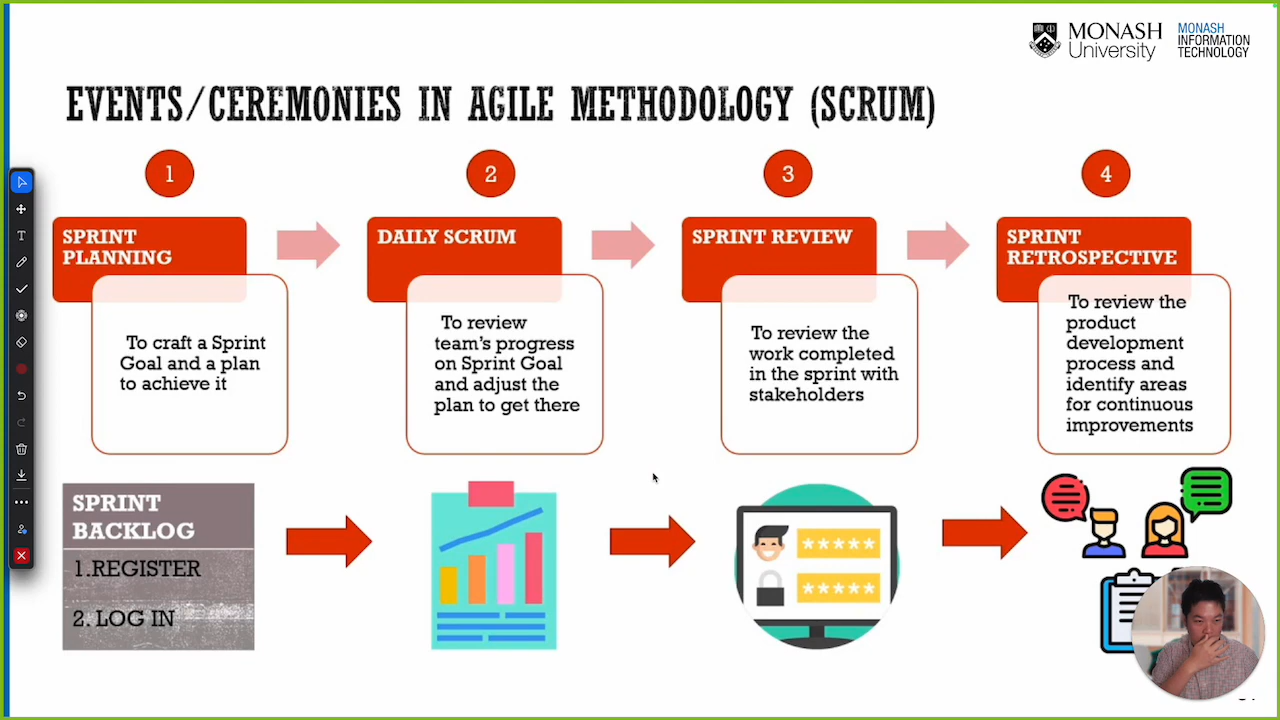 MONASH
University
MONASH
INFORMATION
TECHNOLOGY
EVENTS/CEREMONIES IN AGILE METHODOLOGY (SCRUM)
1
SPRINT
PLANNING
To craft a Sprint
Goal and a plan
to achieve it
2
DAILY SCRUM
To review
team's progress
on Sprint Goal
and adjust the
plan to get there
3
SPRINT REVIEW
To review the
work completed
in the sprint with
stakeholders
4
SPRINT
RETROSPECTIVE
To review the
product
development
process and
identify areas
for continuous
improvements
SPRINT
BACKLOG
1.REGISTER
2. LOG IN
T
*****
*****